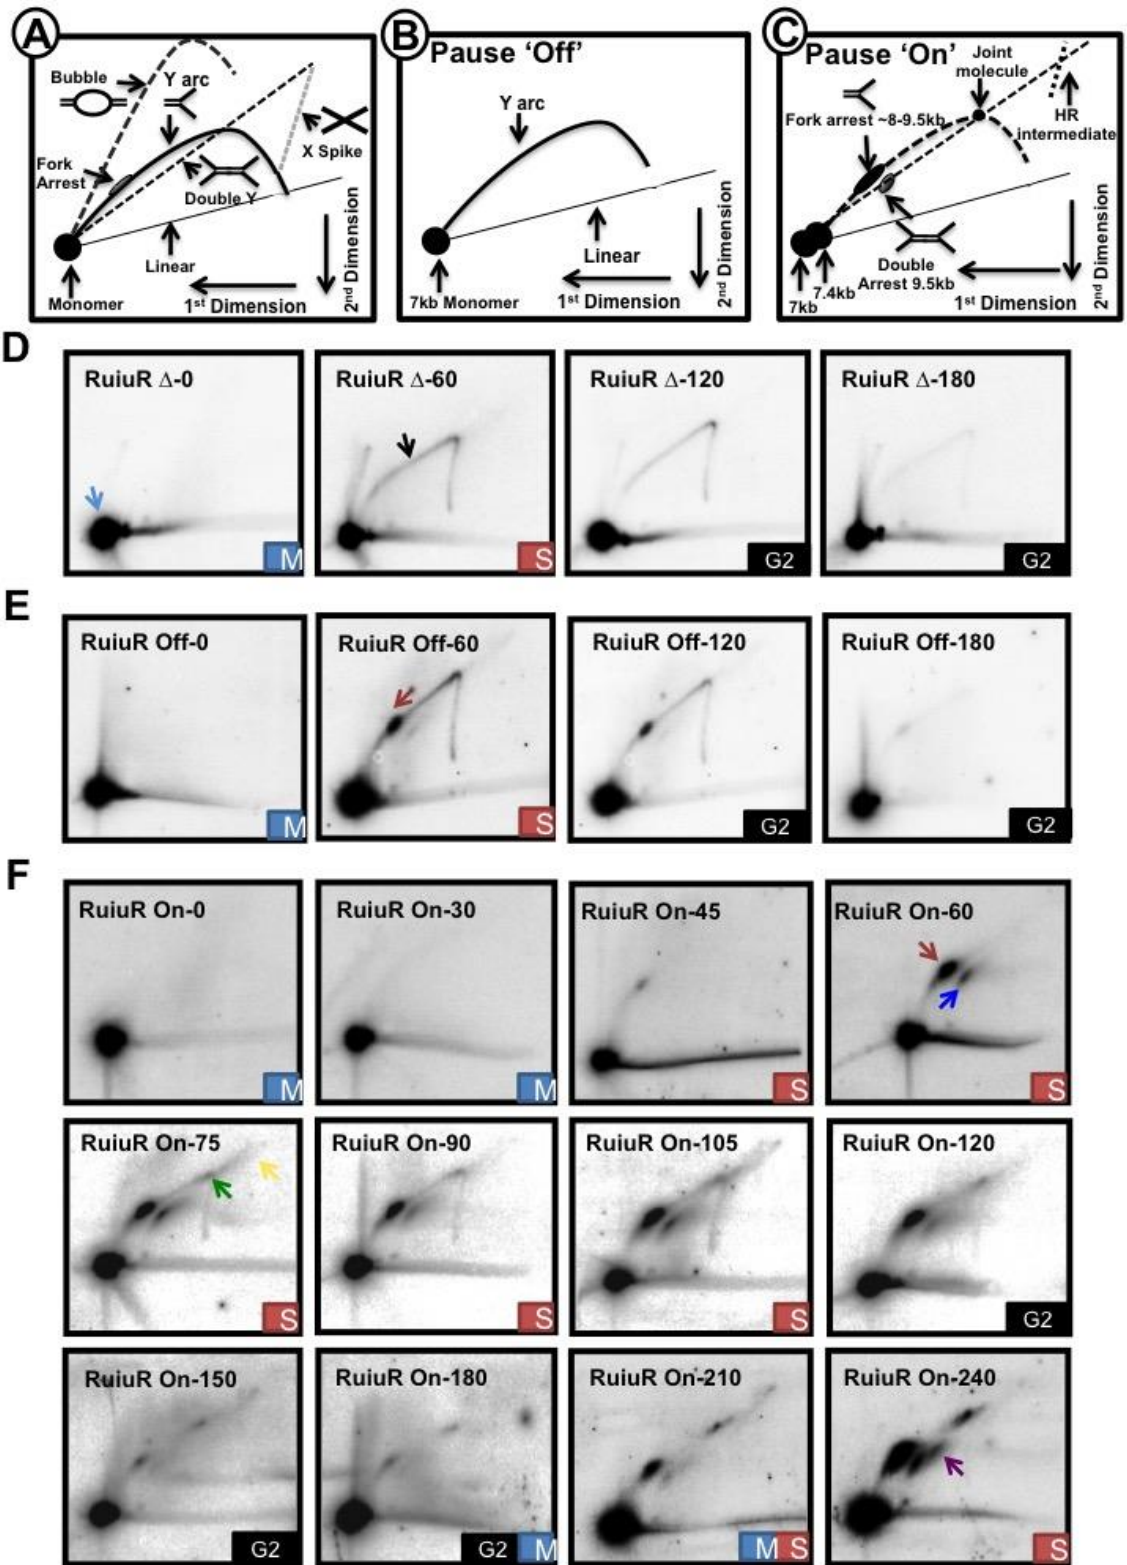 A
Bubble
Y arc
Fork
Arrest
X Spike
Double Y
Linear
Monomer
1st Dimension
2nd Dimension
B
Pause ‘Off’
Y arc
Linear
7kb Monomer
1st Dimension
2nd Dimension
C
Pause ‘On’
Joint
molecule
Fork arrest ~8-9.5kb
HR
intermediate
Double
Arrest 9.5kb
7.4kb
7kb
1st Dimension
2nd Dimension
D
RuiuR Δ-0
M
RuiuR Δ-60
S
RuiuR Δ-120
G2
RuiuR Δ-180
G2
E
RuiuR Off-0
M
RuiuR Off-60
S
RuiuR Off-120
G2
RuiuR Off-180
G2
F
RuiuR On-0
M
RuiuR On-30
M
RuiuR On-45
S
RuiuR On-60
S
RuiuR On-75
S
RuiuR On-90
S
RuiuR On-105
S
RuiuR On-120
G2
RuiuR On-150
G2
RuiuR On-180
G2 M
RuiuR On-210
M S
RuiuR On-240
S